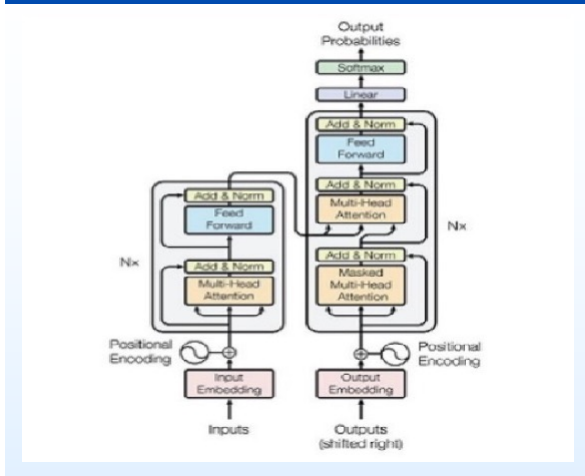 Output
Probabilities
Softmax
Linear
Add & Norm
Feed
Forward
Add & Norm
Multi-Head
Attention
Add & Norm
Masked
Multi-Head
Attention
Nx
Add & Norm
Feed
Forward
Add & Norm
Multi-Head
Attention
Nx
Positional
Encoding
Positional
Encoding
Input
Embedding
Output
Embedding
Inputs
Outputs
(shifted right)